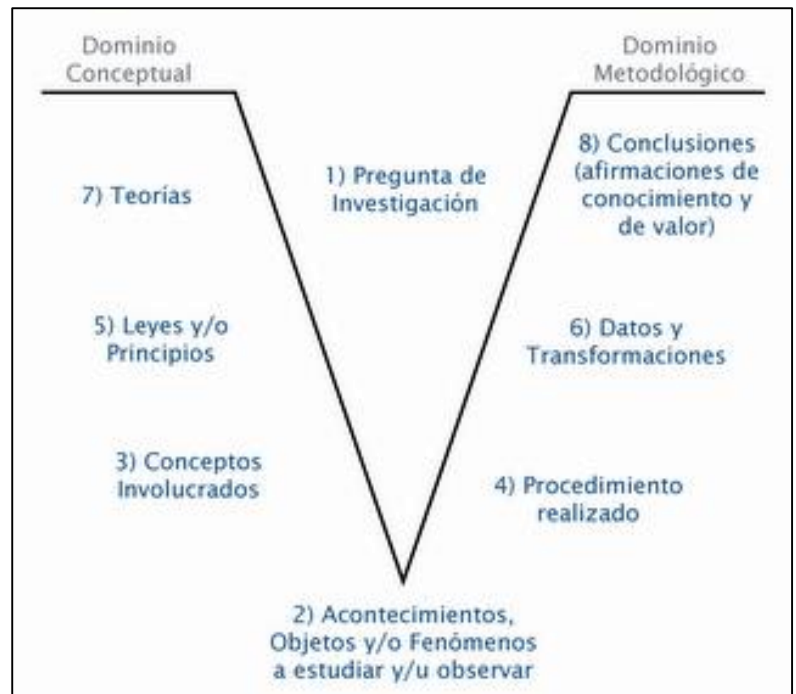 Dominio
Conceptual
Dominio
Metodológico
1) Pregunta de
Investigación
8) Conclusiones
(afirmaciones de
conocimiento y
de valor)
7) Teorías
5) Leyes y/o
Principios
6) Datos y
Transformaciones
3) Conceptos
Involucrados
4) Procedimiento
realizado
2) Acontecimientos,
Objetos y/o Fenómenos
a estudiar y/u observar